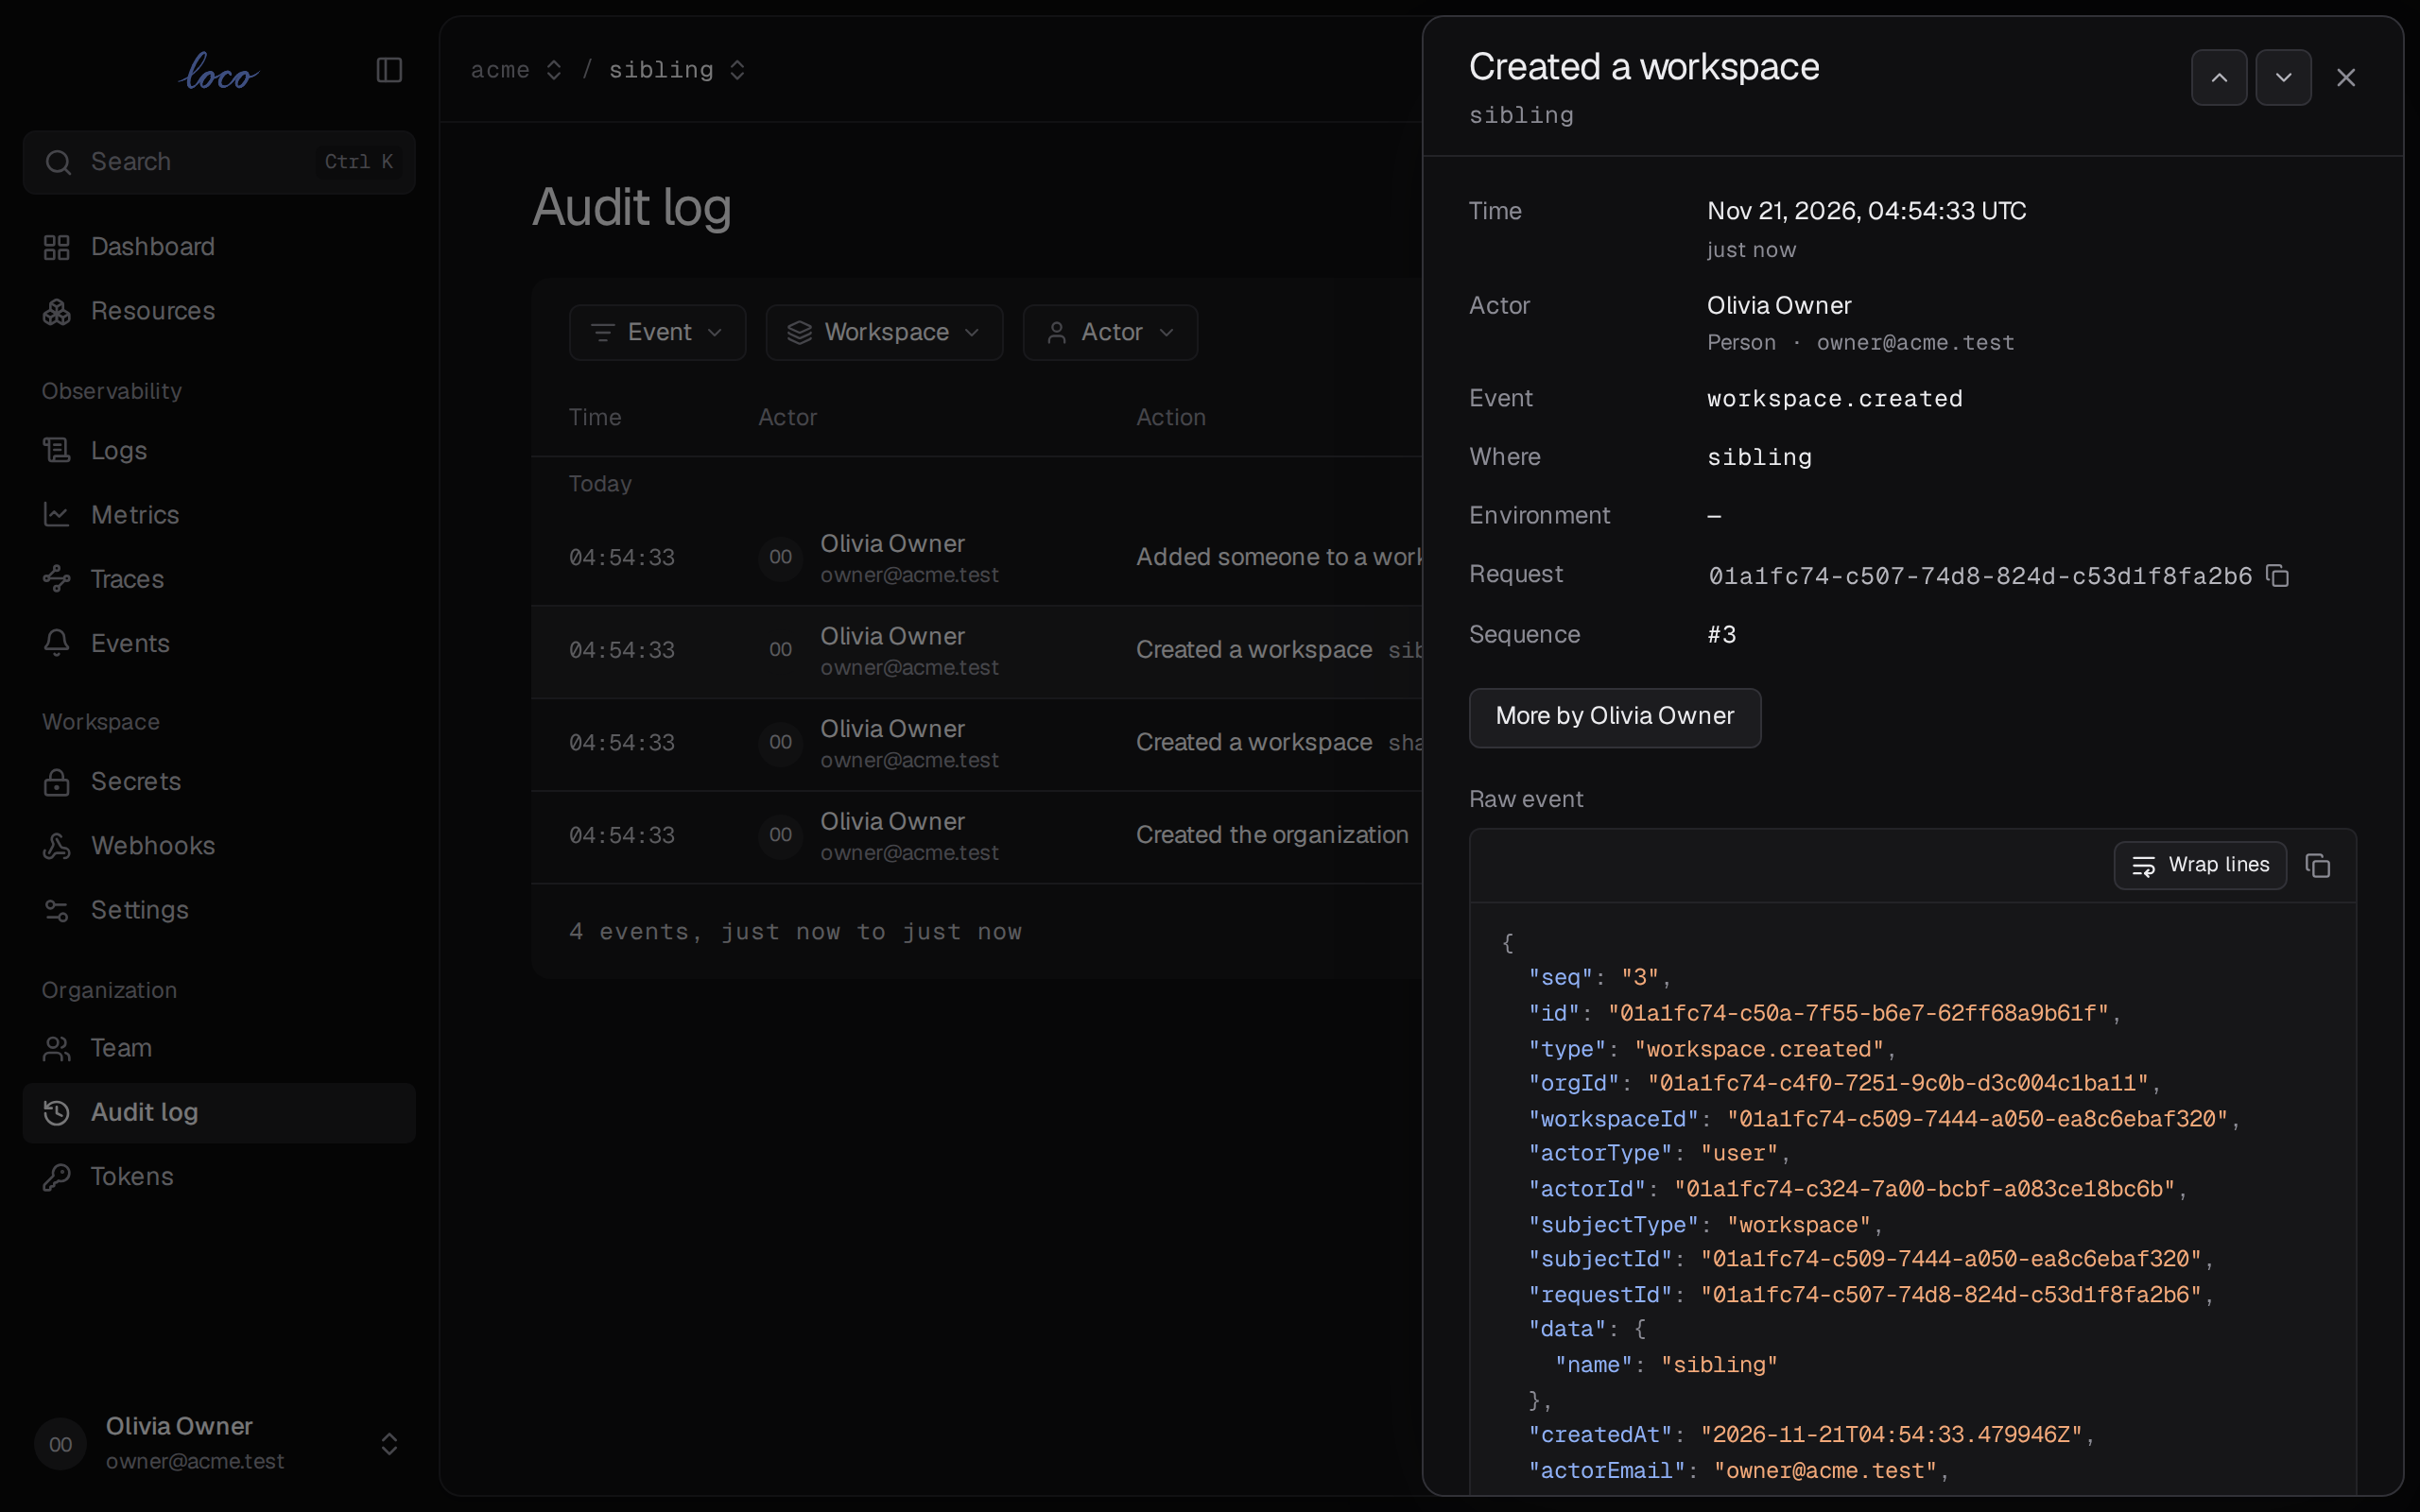 loco
Search Ctrl K
Dashboard
Resources
Observability
Logs
Metrics
Traces
Events
Workspace
Secrets
Webhooks
Settings
Organization
Team
Audit log
Tokens
OO Olivia Owner
owner@acme.test
acme / sibling
Audit log
Event Workspace Actor
Time Actor Action
Today
04:54:33 OO Olivia Owner Added someone to a work
owner@acme.test
04:54:33 OO Olivia Owner Created a workspace sib
owner@acme.test
04:54:33 OO Olivia Owner Created a workspace sha
owner@acme.test
04:54:33 OO Olivia Owner Created the organization
owner@acme.test
4 events, just now to just now
Created a workspace
sibling
Time Nov 21, 2026, 04:54:33 UTC
just now
Actor Olivia Owner
Person · owner@acme.test
Event workspace.created
Where sibling
Environment —
Request 01a1fc74-c507-74d8-824d-c53d1f8fa2b6
Sequence #3
More by Olivia Owner
Raw event
Wrap lines
{
"seq": "3",
"id": "01a1fc74-c50a-7f55-b6e7-62ff68a9b61f",
"type": "workspace.created",
"orgId": "01a1fc74-c4f0-7251-9c0b-d3c004c1ba11",
"workspaceId": "01a1fc74-c509-7444-a050-ea8c6ebaf320",
"actorType": "user",
"actorId": "01a1fc74-c324-7a00-bcbf-a083ce18bc6b",
"subjectType": "workspace",
"subjectId": "01a1fc74-c509-7444-a050-ea8c6ebaf320",
"requestId": "01a1fc74-c507-74d8-824d-c53d1f8fa2b6",
"data": {
"name": "sibling"
},
"createdAt": "2026-11-21T04:54:33.479946Z",
"actorEmail": "owner@acme.test",